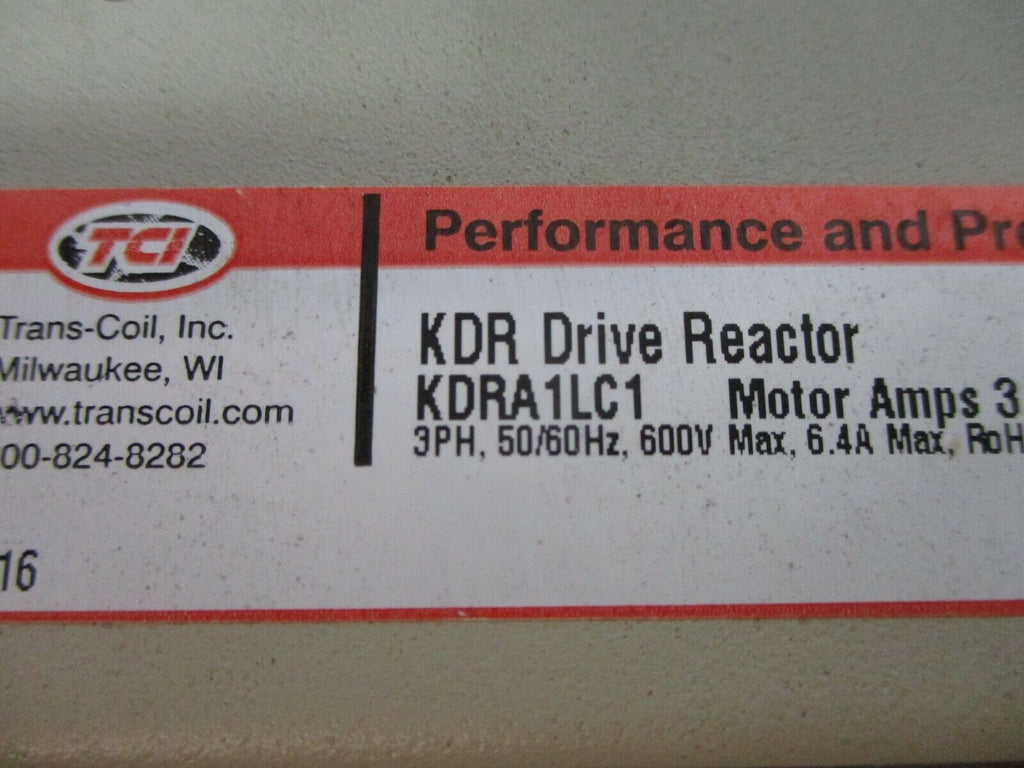 TCI
Performance and Pro
Trans-Coil, Inc.
Milwaukee, WI
www.transcoil.com
00-824-8282
KDR Drive Reactor
KDRA1LC1 Motor Amps 3
3PH, 50/60Hz, 600V Max, 6.4A Max, RoH
16